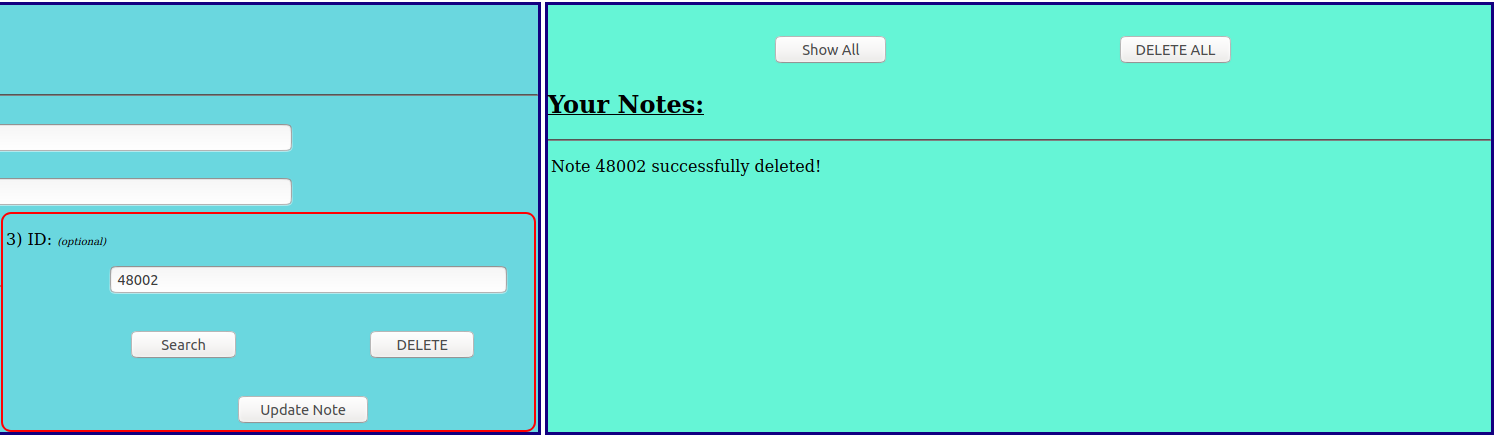 3) ID: (optional)
48002
Search DELETE
Update Note
Show All DELETE ALL
Your Notes:
Note 48002 successfully deleted!